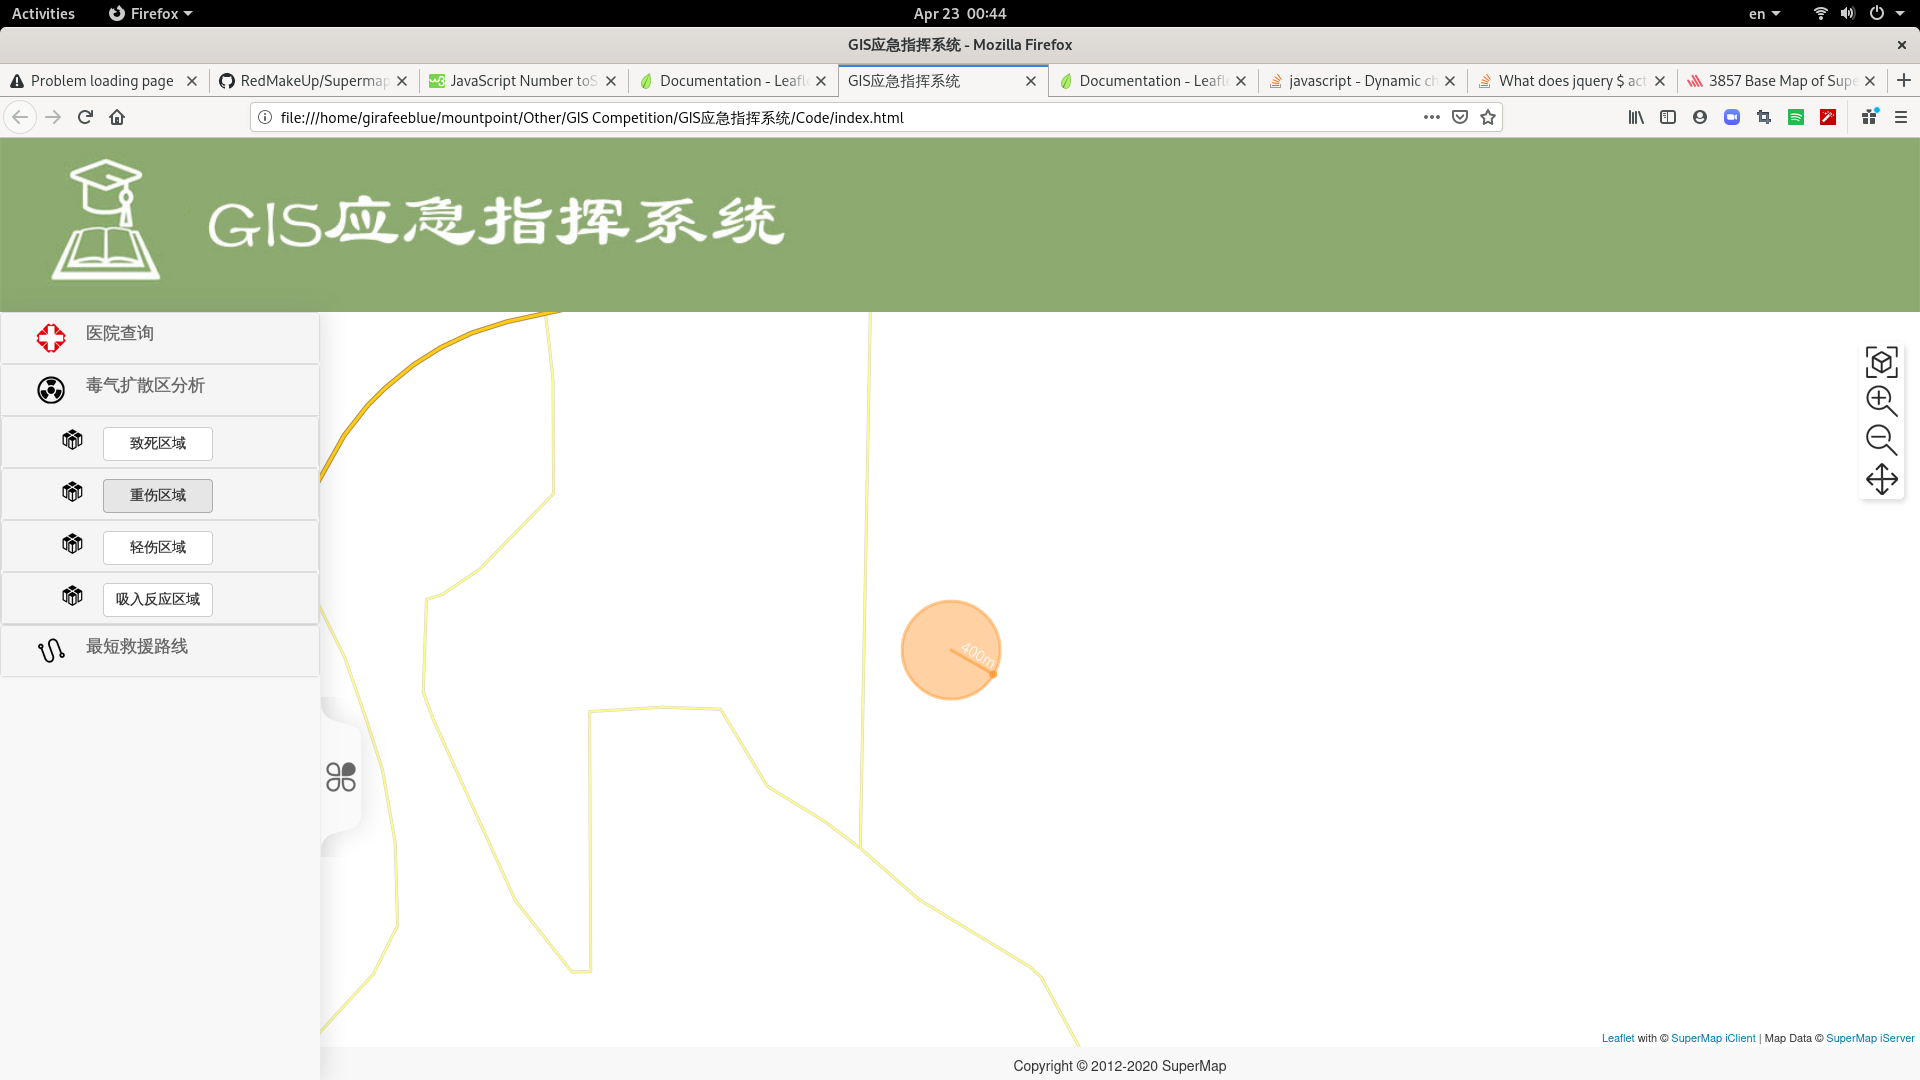 Activities
Firefox
Apr 23 00:44
en
GIS应急指挥系统 - Mozilla Firefox
Problem loading page
RedMakeUp/Supermap
JavaScript Number toS
Documentation - Leafle
GIS应急指挥系统
Documentation - Leafle
javascript - Dynamic ch
What does jquery $ act
3857 Base Map of Supe
file:///home/girafeeblue/mountpoint/Other/GIS Competition/GIS应急指挥系统/Code/index.html
GIS应急指挥系统
医院查询
毒气扩散区分析
致死区域
重伤区域
轻伤区域
吸入反应区域
最短救援路线
400m
Leaflet with © SuperMap iClient | Map Data © SuperMap iServer
Copyright © 2012-2020 SuperMap